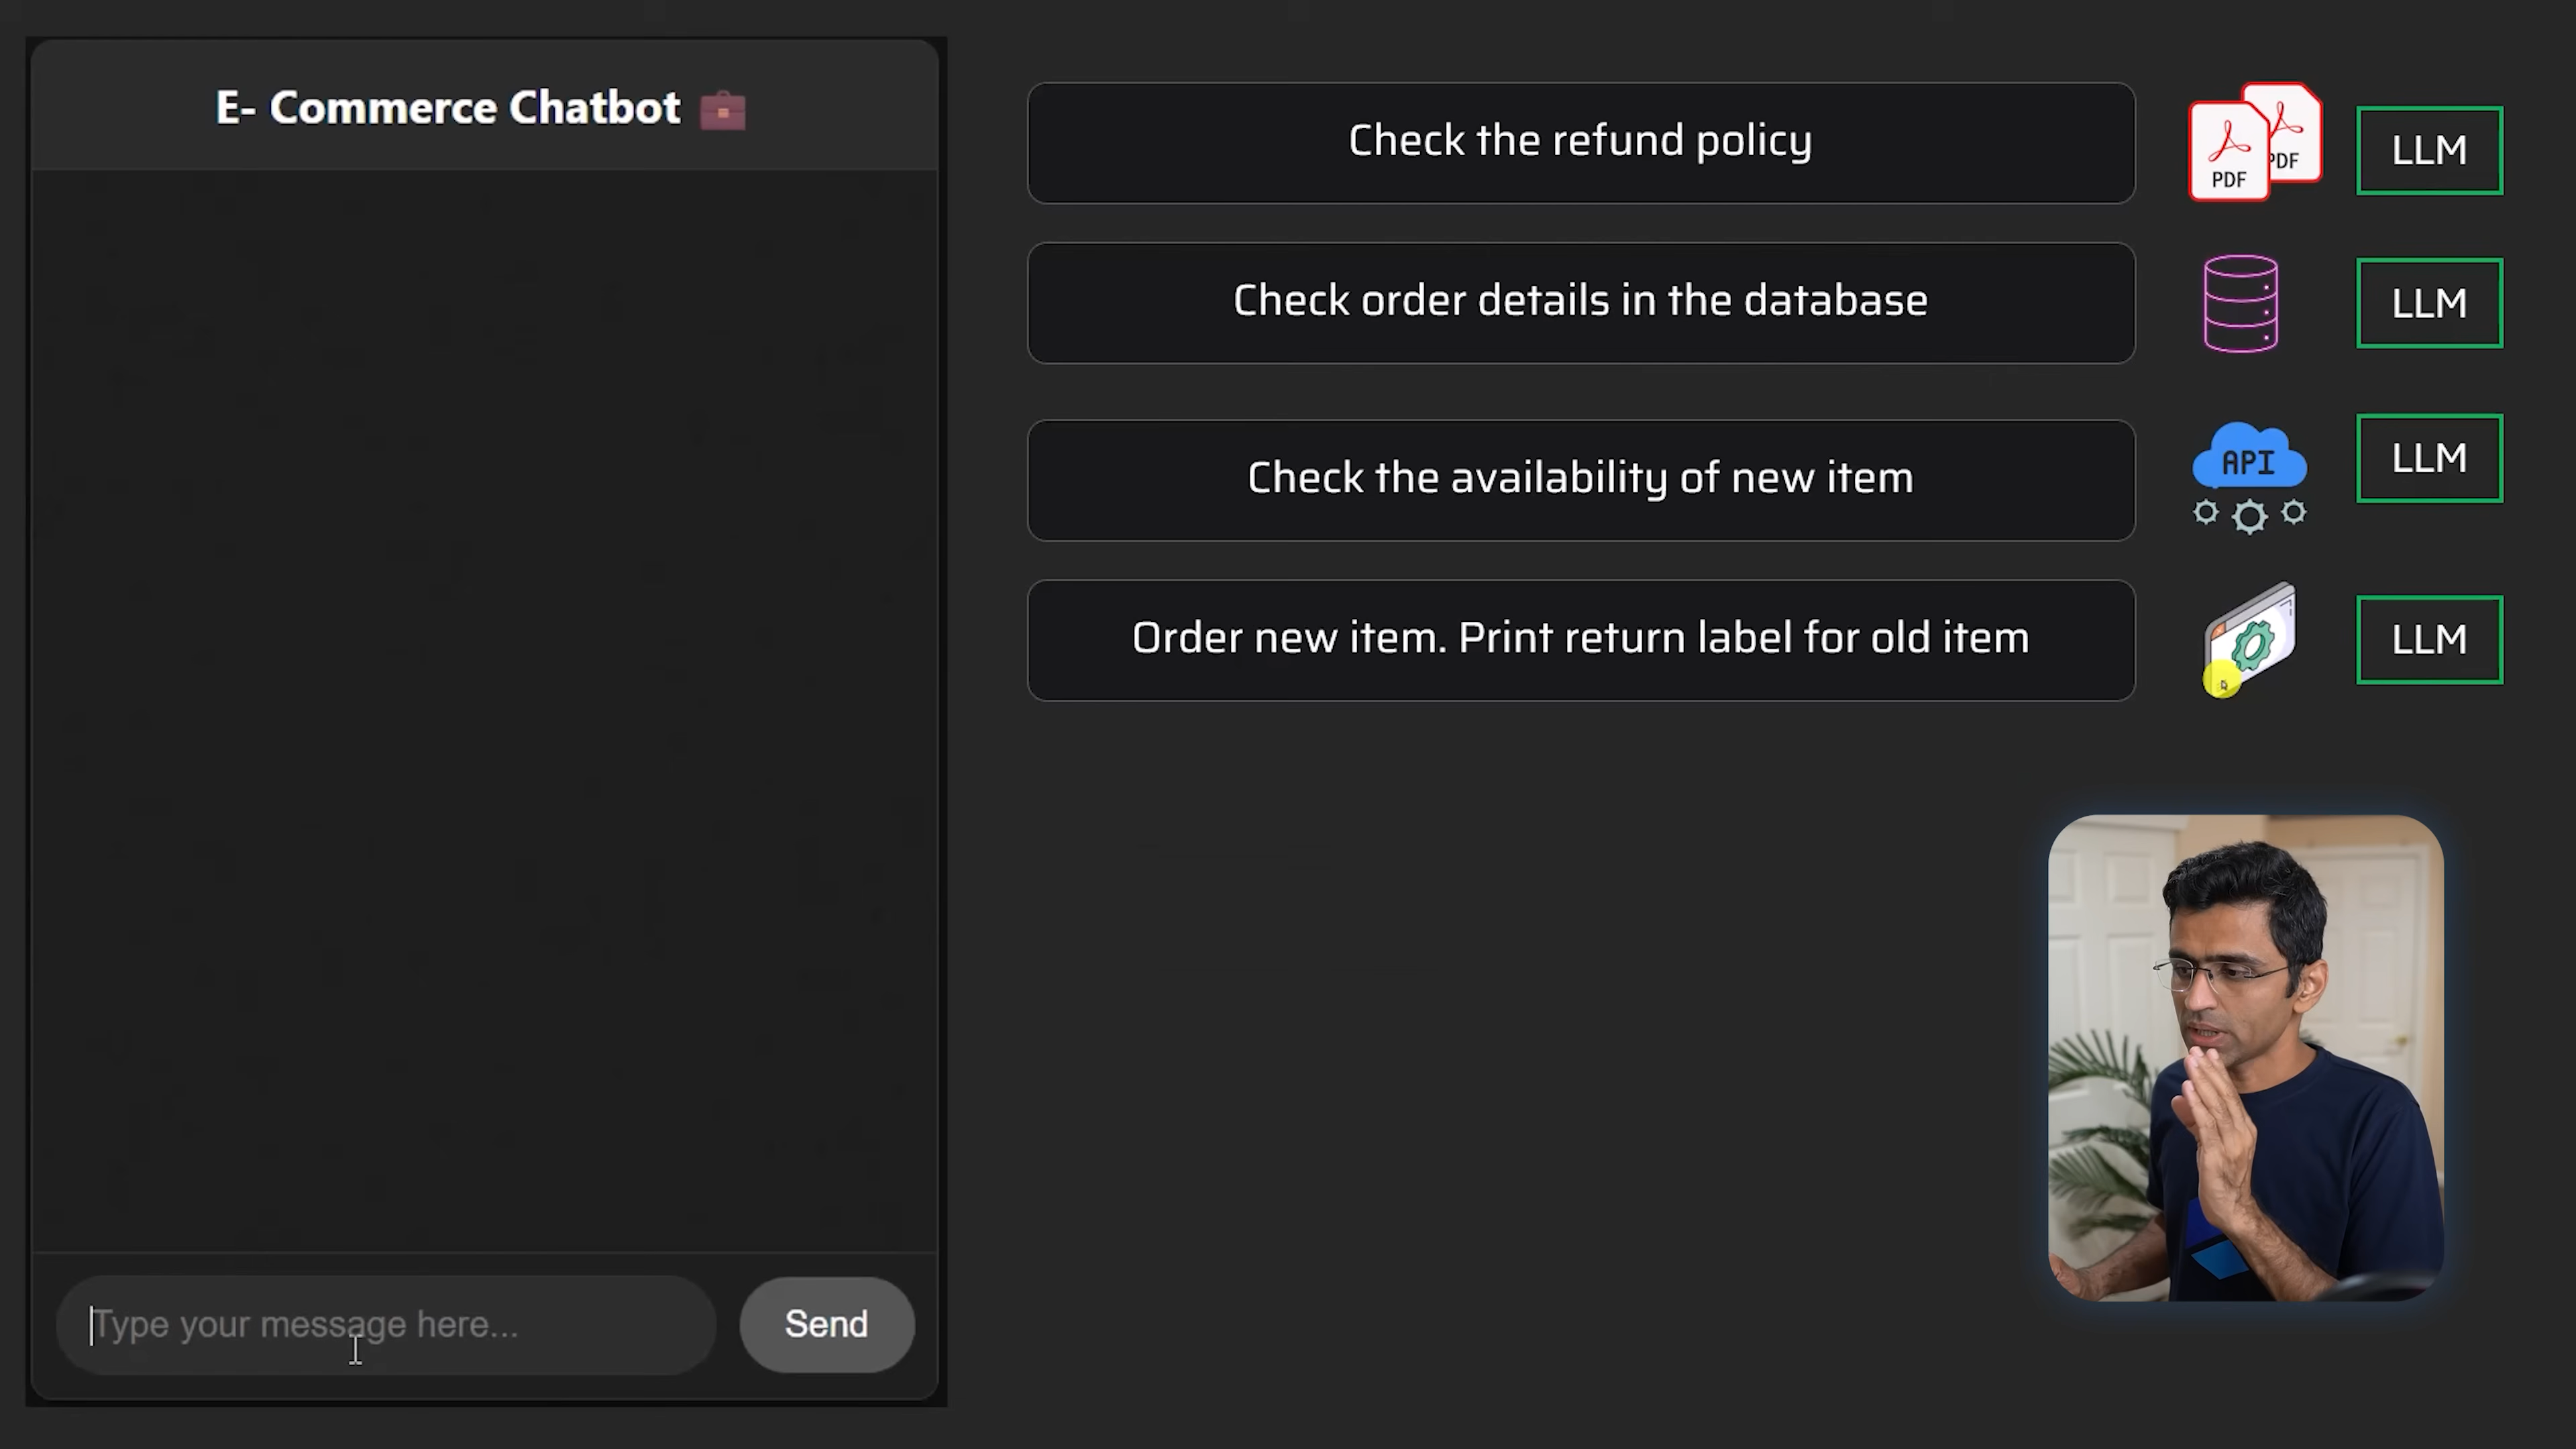 E- Commerce Chatbot
Type your message here...
Send
Check the refund policy
PDF
PDF
LLM
Check order details in the database
LLM
Check the availability of new item
API
LLM
Order new item. Print return label for old item
LLM